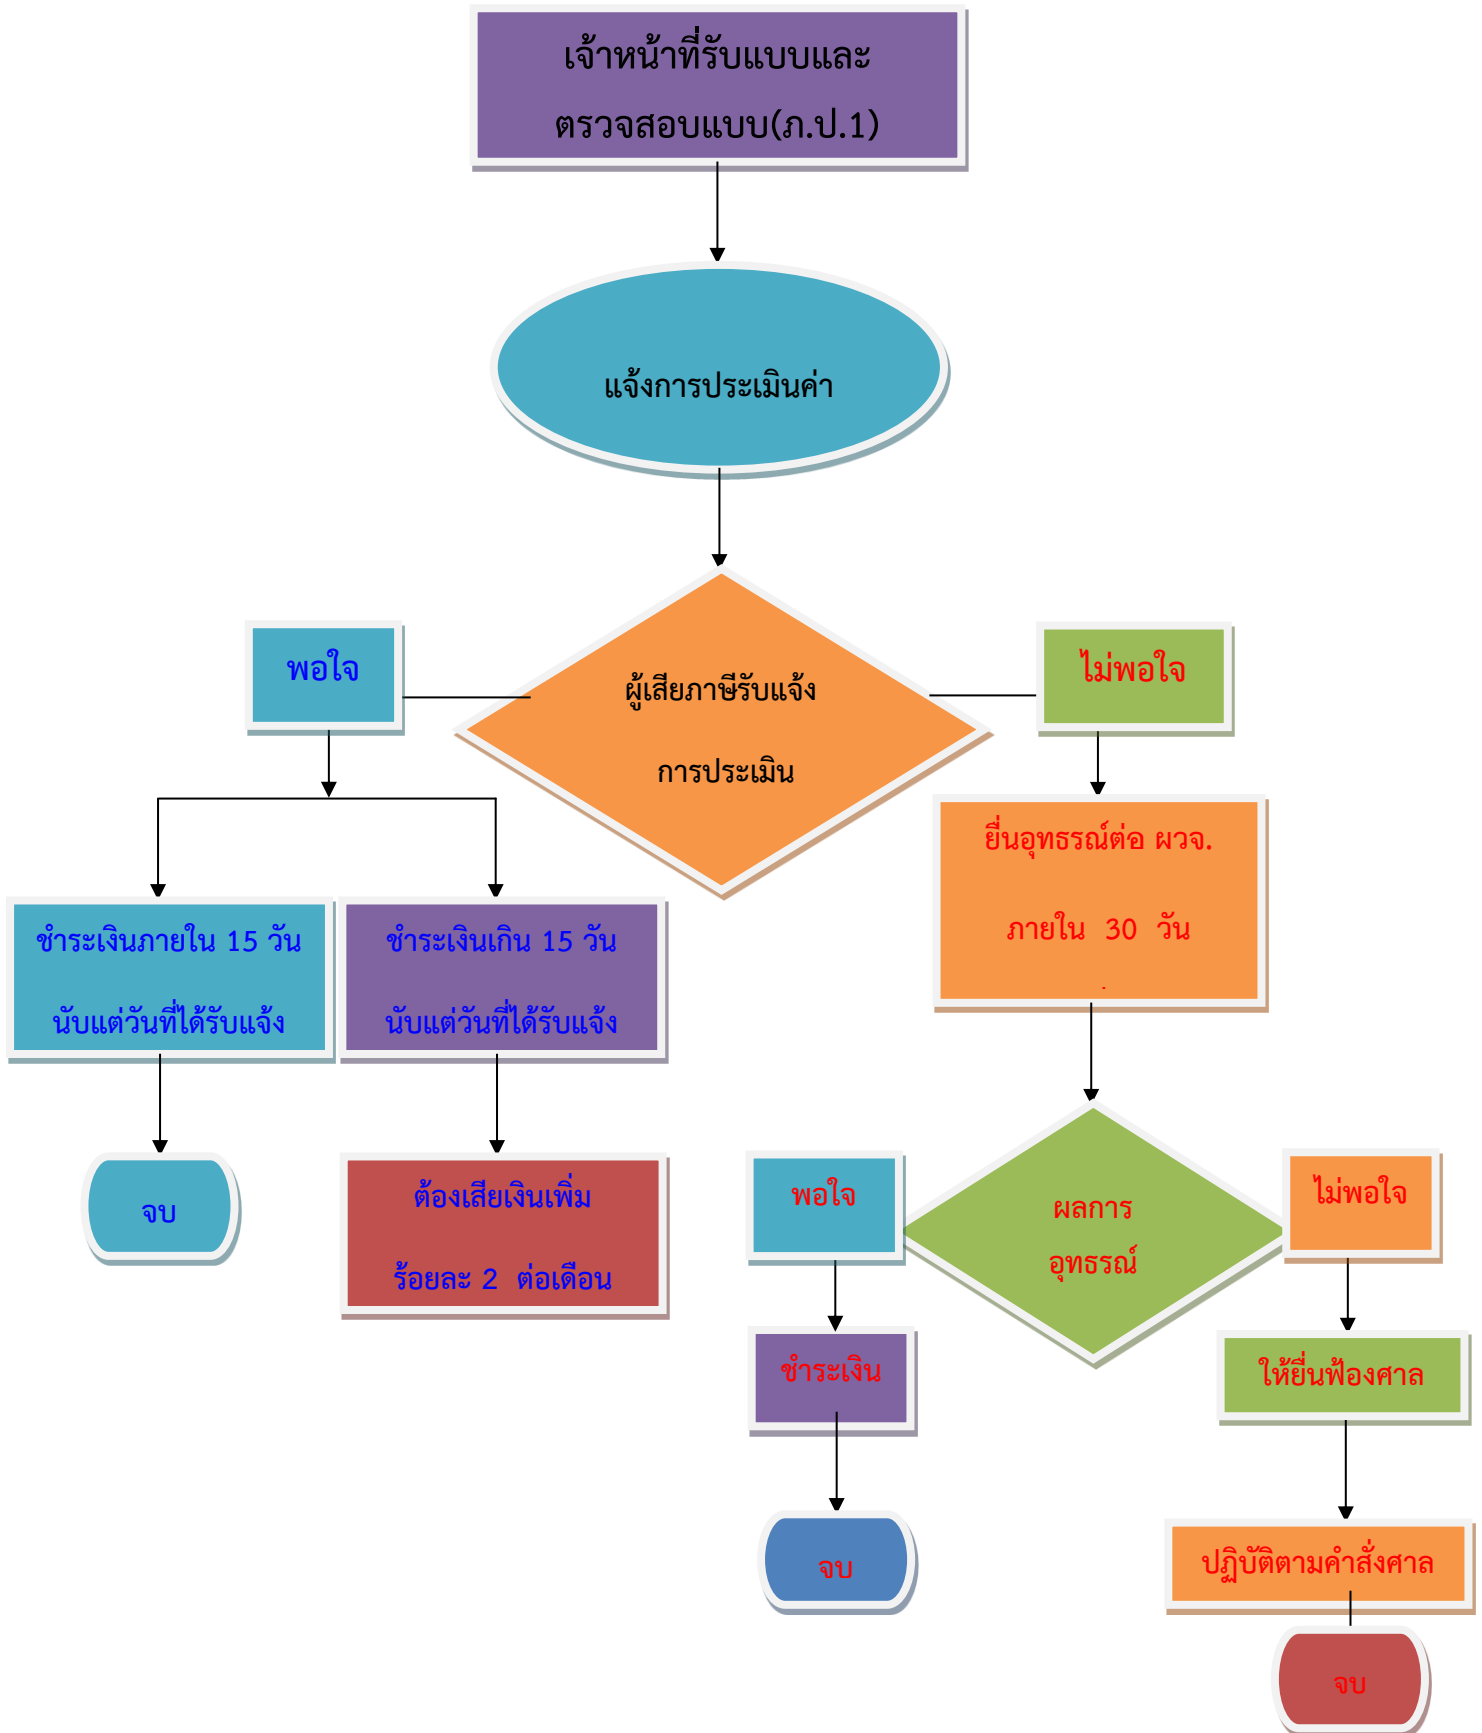 เจ้าหน้าที่รับแบบและ
ตรวจสอบแบบ(ภ.ป.1)
แจ้งการประเมินค่า
พอใจ
ผู้เสียภาษีรับแจ้ง
การประเมิน
ไม่พอใจ
ชำระเงินภายใน 15 วัน
นับแต่วันที่ได้รับแจ้ง
ชำระเงินเกิน 15 วัน
นับแต่วันที่ได้รับแจ้ง
ยื่นอุทธรณ์ต่อ ผวจ.
ภายใน 30 วัน
.
จบ
ต้องเสียเงินเพิ่ม
ร้อยละ 2 ต่อเดือน
พอใจ
ผลการ
อุทธรณ์
ไม่พอใจ
ชำระเงิน
ให้ยื่นฟ้องศาล
จบ
ปฏิบัติตามคำสั่งศาล
จบ